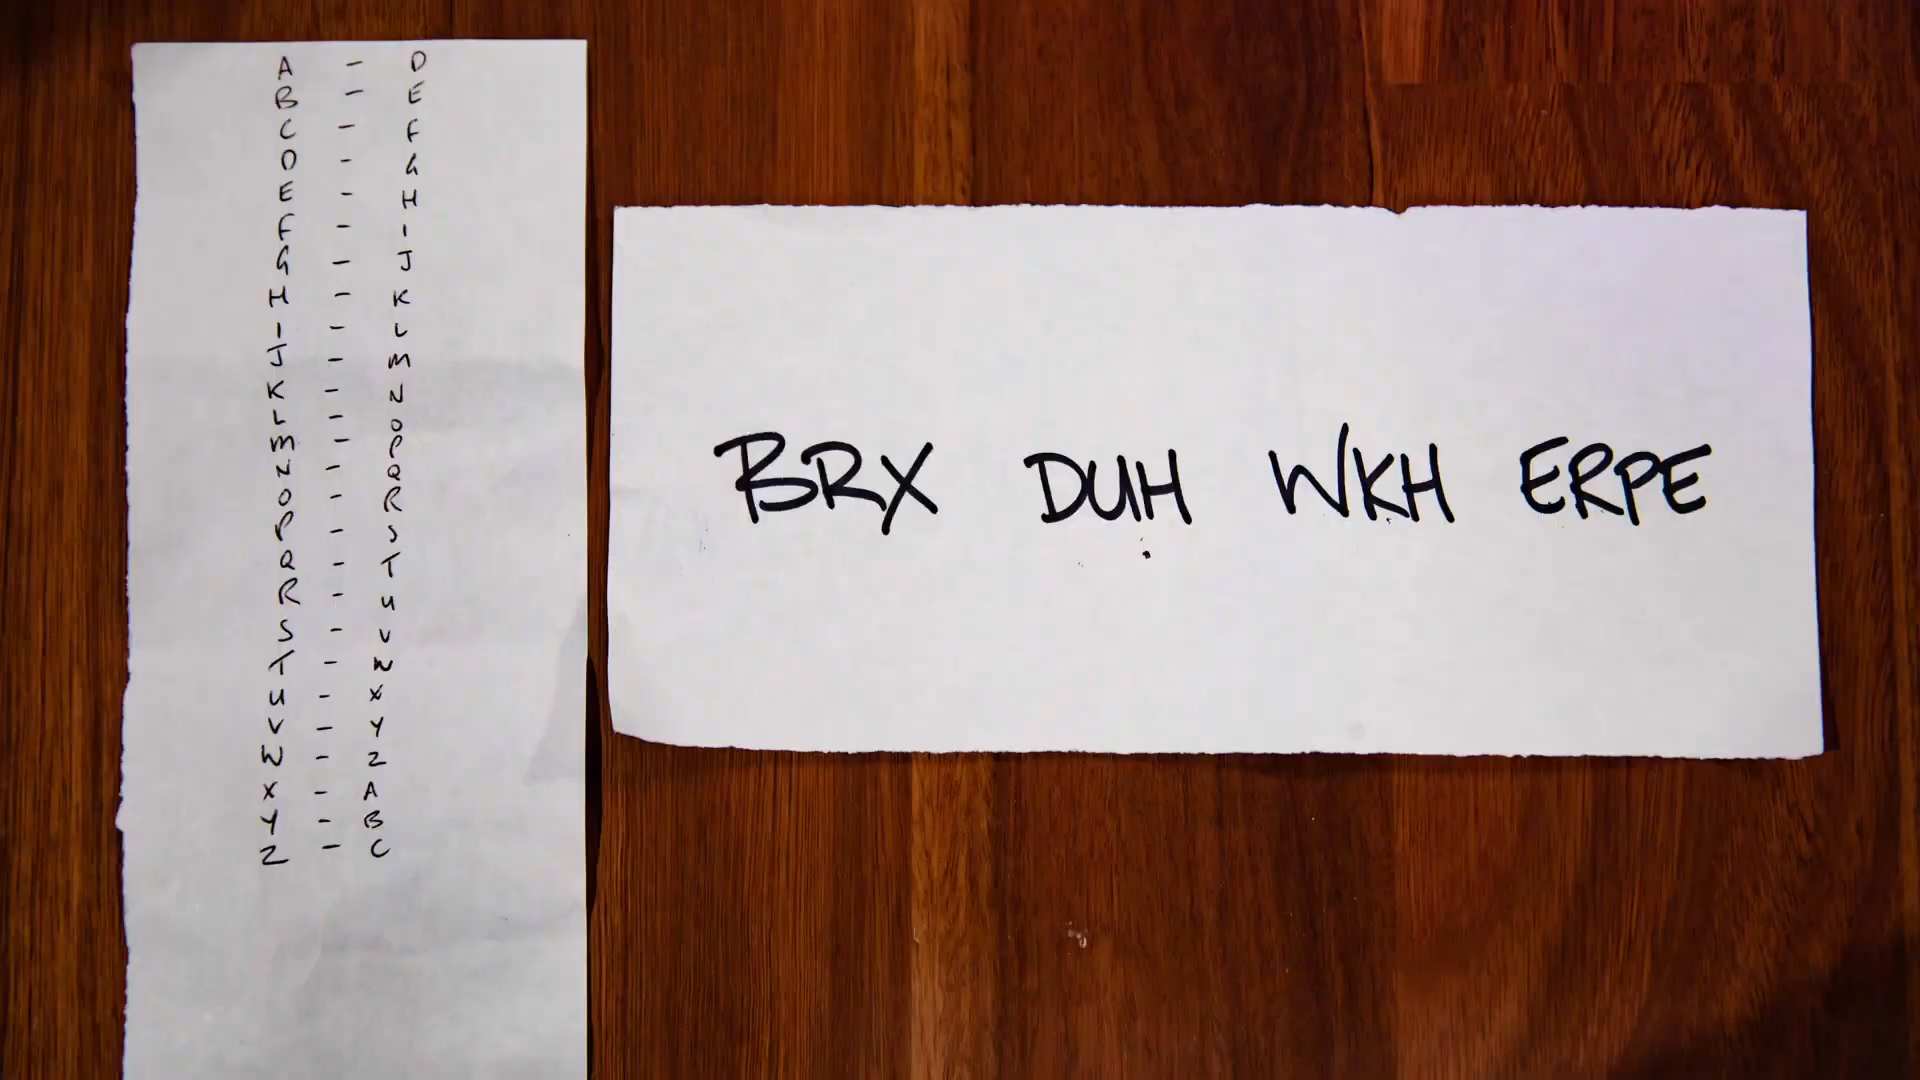 A - D
B - E
C - F
D - G
E - H
F - I
G - J
H - K
I - L
J - M
K - N
L - O
M - P
N - Q
O - R
P - S
Q - T
R - U
S - V
T - W
U - X
V - Y
W - Z
X - A
Y - B
Z - C
BRX DUH WKH ERPE